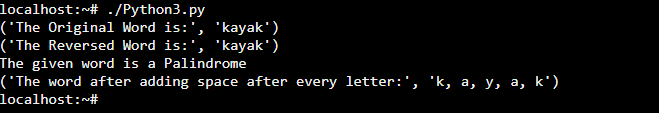 localhost:~# ./Python3.py
('The Original Word is:', 'kayak')
('The Reversed Word is:', 'kayak')
The given word is a Palindrome
('The word after adding space after every letter:', 'k, a, y, a, k')
localhost:~#